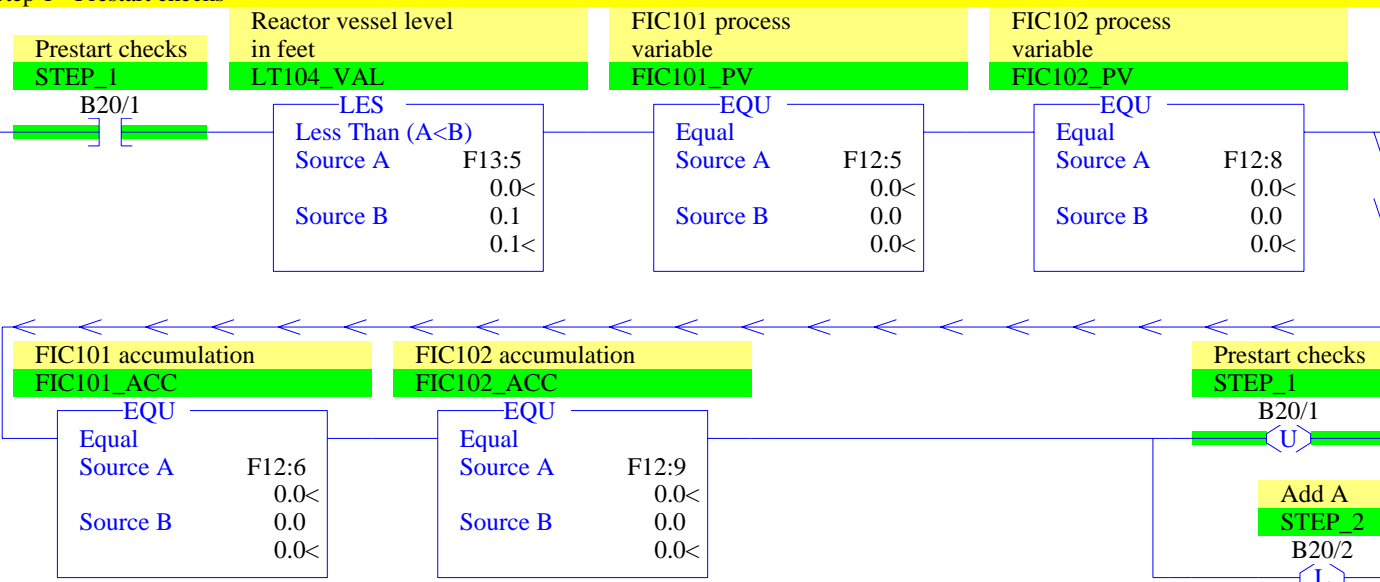 Step 1 - Prestart checks
Reactor vessel level FIC101 process FIC102 process
Prestart checks in feet variable variable
STEP_1 LT104_VAL FIC101_PV FIC102_PV
B20/1 LES EQU EQU
Less Than (A<B) Equal Equal
Source A F13:5 Source A F12:5 Source A F12:8
0.0< 0.0< 0.0<
Source B 0.1 Source B 0.0 Source B 0.0
0.1< 0.0< 0.0<
FIC101 accumulation FIC102 accumulation Prestart checks
FIC101_ACC FIC102_ACC STEP_1
EQU EQU B20/1
Equal Equal U
Source A F12:6 Source A F12:9
0.0< 0.0< Add A
Source B 0.0 Source B 0.0 STEP_2
0.0< 0.0< B20/2
L